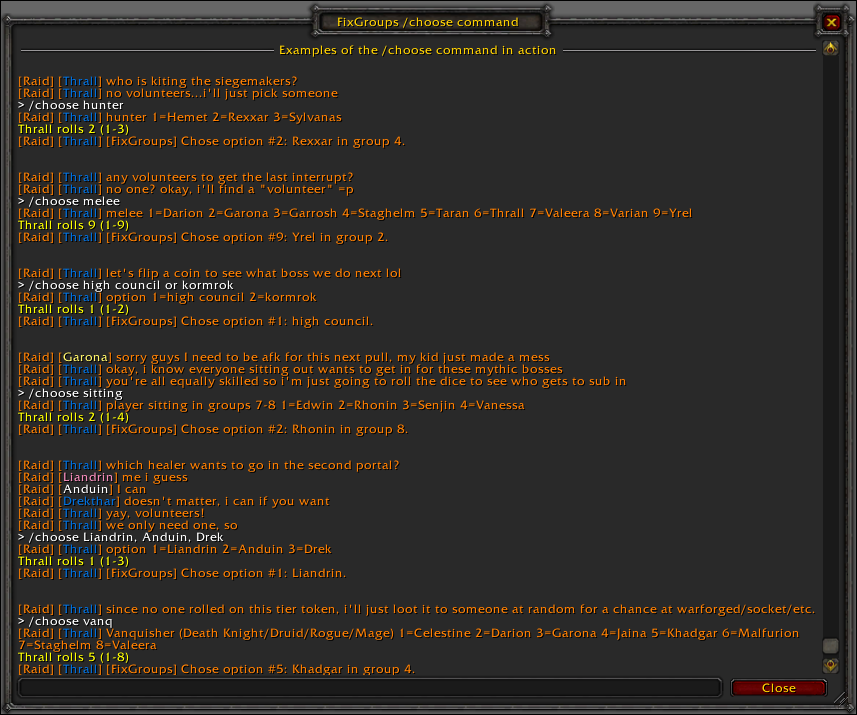 FixGroups /choose command
Examples of the /choose command in action
[Raid] [Thrall] who is kiting the siegemakers?
[Raid] [Thrall] no volunteers...i'll just pick someone
> /choose hunter
[Raid] [Thrall] hunter 1=Hemet 2=Rexxar 3=Sylvanas
Thrall rolls 2 (1-3)
[Raid] [Thrall] [FixGroups] Chose option #2: Rexxar in group 4.
[Raid] [Thrall] any volunteers to get the last interrupt?
[Raid] [Thrall] no one? okay, i'll find a "volunteer" =p
> /choose melee
[Raid] [Thrall] melee 1=Darion 2=Garona 3=Garrosh 4=Staghelm 5=Taran 6=Thrall 7=Valeera 8=Varian 9=Yrel
Thrall rolls 9 (1-9)
[Raid] [Thrall] [FixGroups] Chose option #9: Yrel in group 2.
[Raid] [Thrall] let's flip a coin to see what boss we do next lol
> /choose high council or kormrok
[Raid] [Thrall] option 1=high council 2=kormrok
Thrall rolls 1 (1-2)
[Raid] [Thrall] [FixGroups] Chose option #1: high council.
[Raid] [Garona] sorry guys I need to be afk for this next pull, my kid just made a mess
[Raid] [Thrall] okay, i know everyone sitting out wants to get in for these mythic bosses
[Raid] [Thrall] you're all equally skilled so i'm just going to roll the dice to see who gets to sub in
> /choose sitting
[Raid] [Thrall] player sitting in groups 7-8 1=Edwin 2=Rhonin 3=Senjin 4=Vanessa
Thrall rolls 2 (1-4)
[Raid] [Thrall] [FixGroups] Chose option #2: Rhonin in group 8.
[Raid] [Thrall] which healer wants to go in the second portal?
[Raid] [Liandrin] me i guess
[Raid] [Anduin] I can
[Raid] [Drekthar] doesn't matter, i can if you want
[Raid] [Thrall] yay, volunteers!
[Raid] [Thrall] we only need one, so
> /choose Liandrin, Anduin, Drek
[Raid] [Thrall] option 1=Liandrin 2=Anduin 3=Drek
Thrall rolls 1 (1-3)
[Raid] [Thrall] [FixGroups] Chose option #1: Liandrin.
[Raid] [Thrall] since no one rolled on this tier token, i'll just loot it to someone at random for a chance at warforged/socket/etc.
> /choose vanq
[Raid] [Thrall] Vanquisher (Death Knight/Druid/Rogue/Mage) 1=Celestine 2=Darion 3=Garona 4=Jaina 5=Khadgar 6=Malfurion
7=Staghelm 8=Valeera
Thrall rolls 5 (1-8)
[Raid] [Thrall] [FixGroups] Chose option #5: Khadgar in group 4.
Close